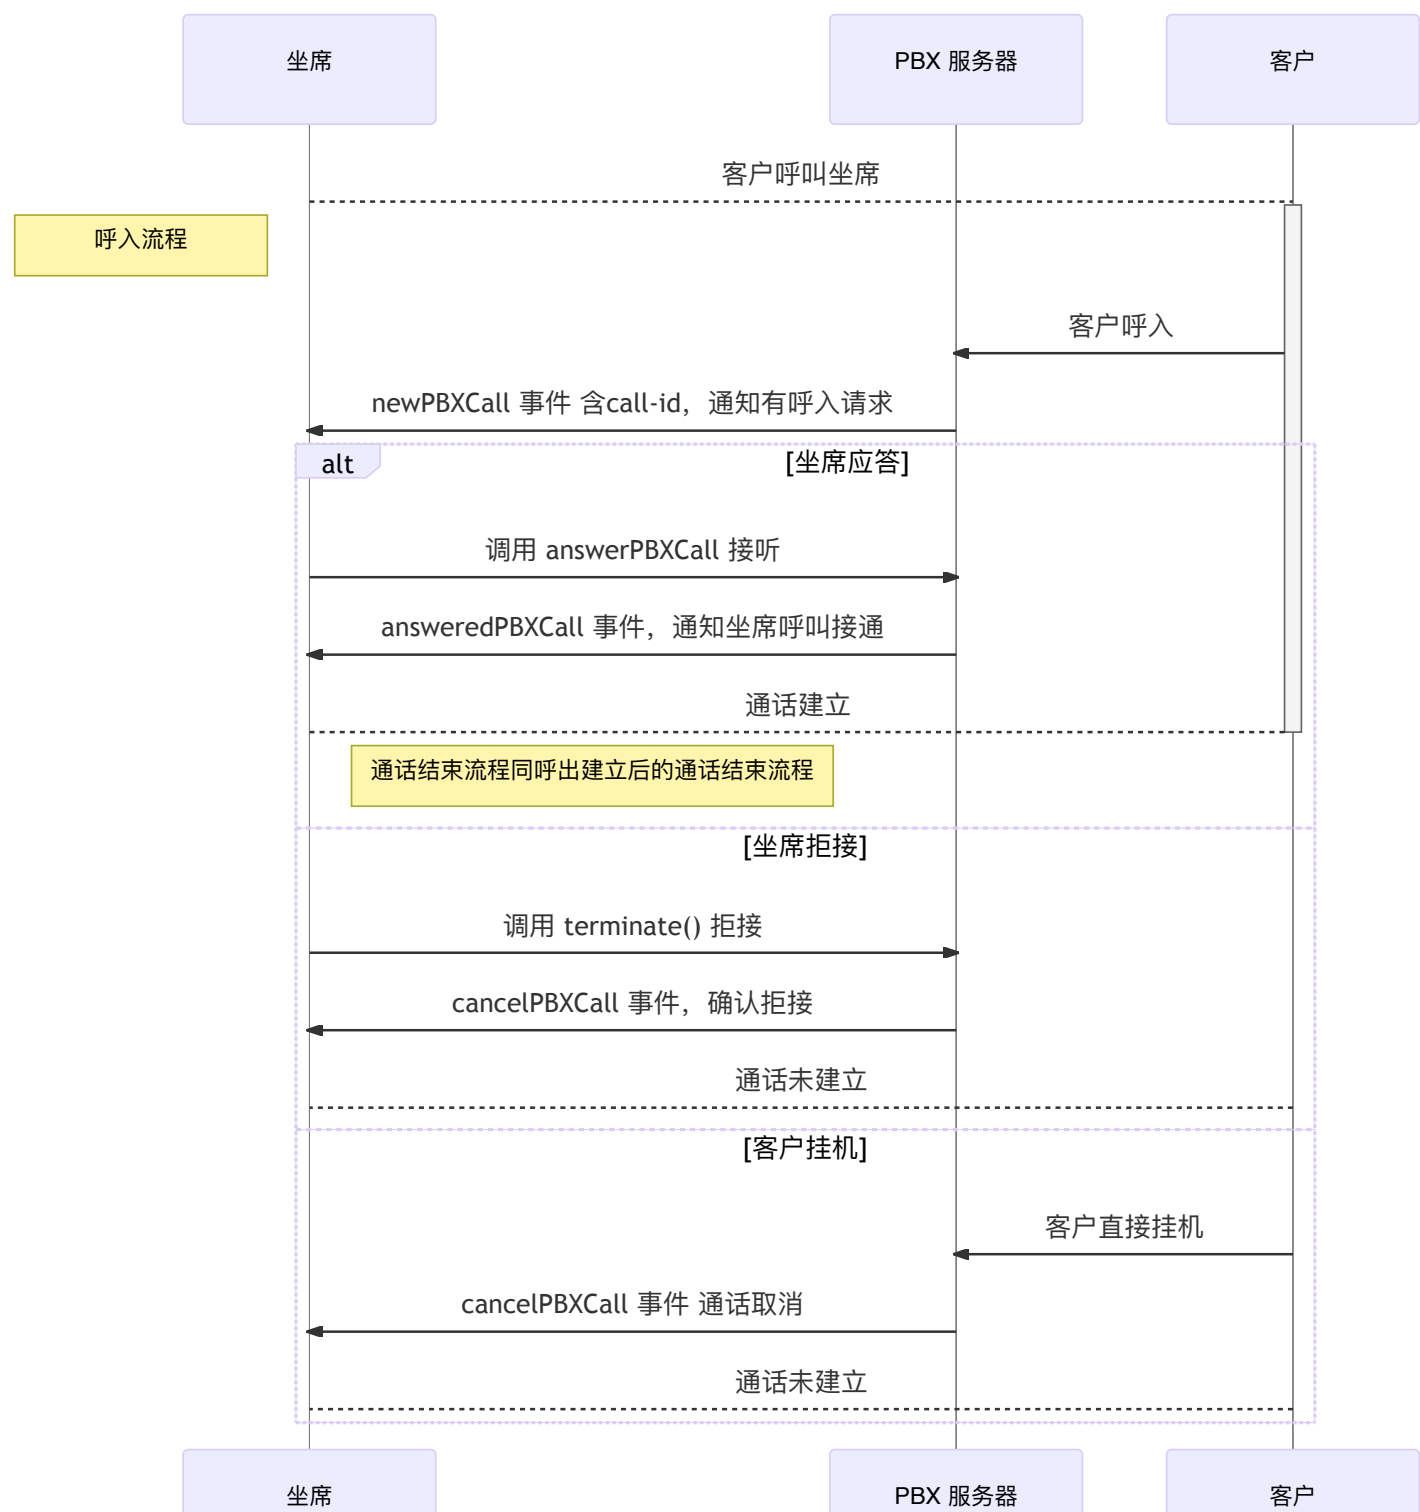 坐席
PBX 服务器
客户
客户呼叫坐席
呼入流程
客户呼入
newPBXCall 事件 含call-id，通知有呼入请求
alt
[坐席应答]
调用 answerPBXCall 接听
answeredPBXCall 事件，通知坐席呼叫接通
通话建立
通话结束流程同呼出建立后的通话结束流程
[坐席拒接]
调用 terminate() 拒接
cancelPBXCall 事件，确认拒接
通话未建立
[客户挂机]
客户直接挂机
cancelPBXCall 事件 通话取消
通话未建立
坐席
PBX 服务器
客户